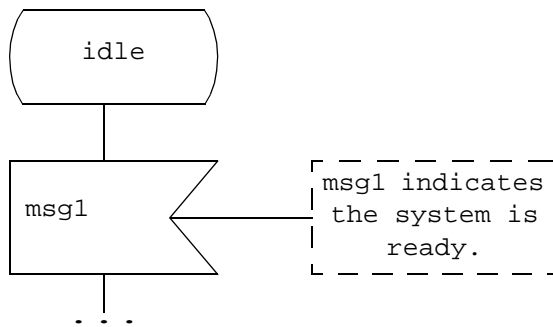 idle
msg1
msg1 indicates
the system is
ready.
. . .